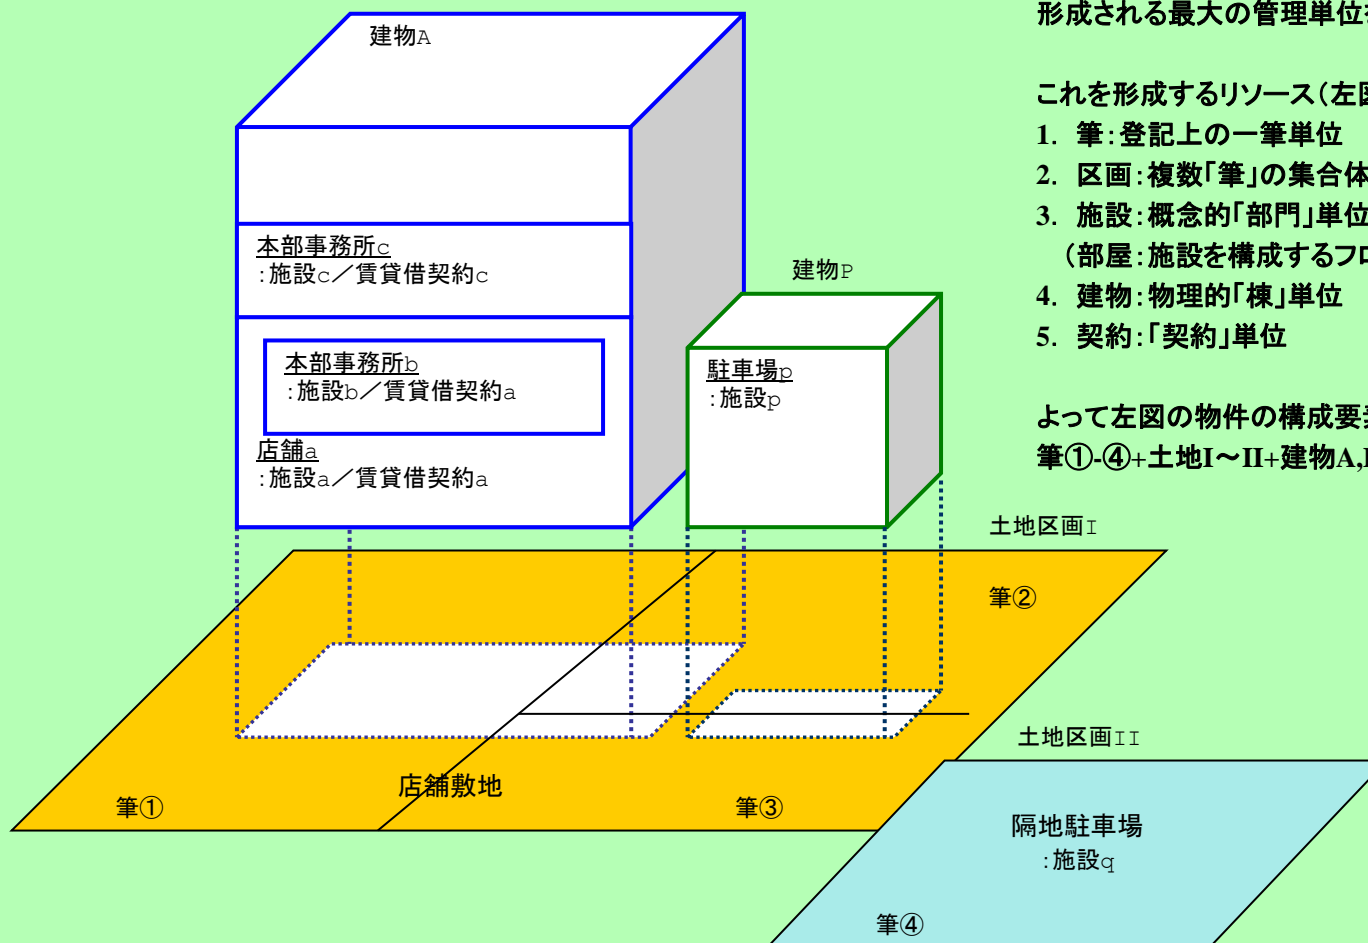 形成される最大の管理単位
これを形成するリソース(左図
1. 筆:登記上の一筆単位
2. 区画:複数「筆」の集合体
3. 施設:概念的「部門」単位
(部屋:施設を構成するフロ
4. 建物:物理的「棟」単位
5. 契約:「契約」単位
よって左図の物件の構成要
筆①-④+土地I~II+建物A,
建物A
本部事務所c
:施設c/賃貸借契約c
本部事務所b
:施設b/賃貸借契約a
店舗a
:施設a/賃貸借契約a
建物P
駐車場p
:施設p
土地区画I
筆②
店舗敷地
筆①
筆③
土地区画II
隔地駐車場
:施設q
筆④